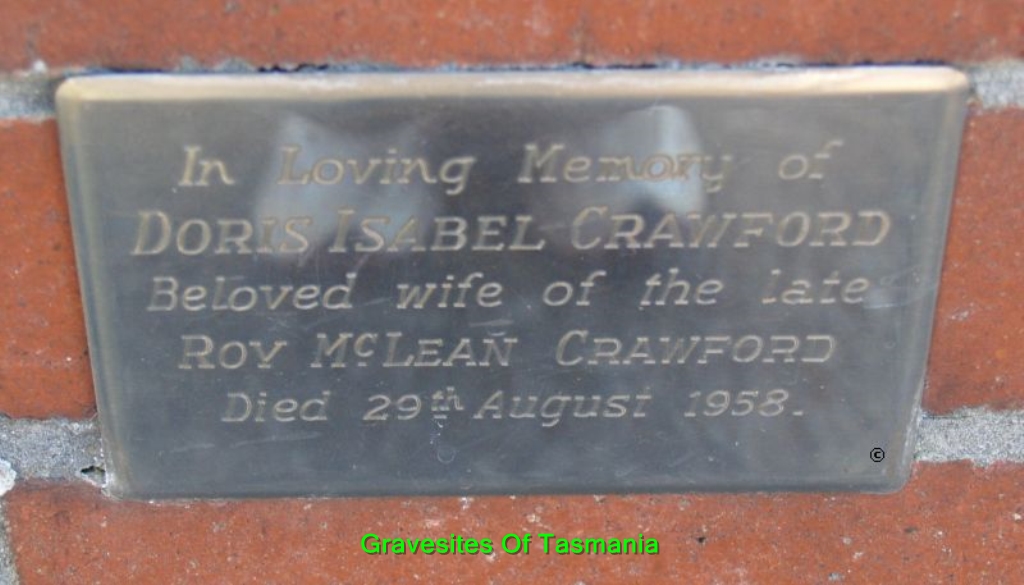 In Loving Memory of
DORIS ISABEL CRAWFORD
Beloved wife of the late
ROY McLEAN CRAWFORD
Died 29th August 1958.
©
Gravesites Of Tasmania